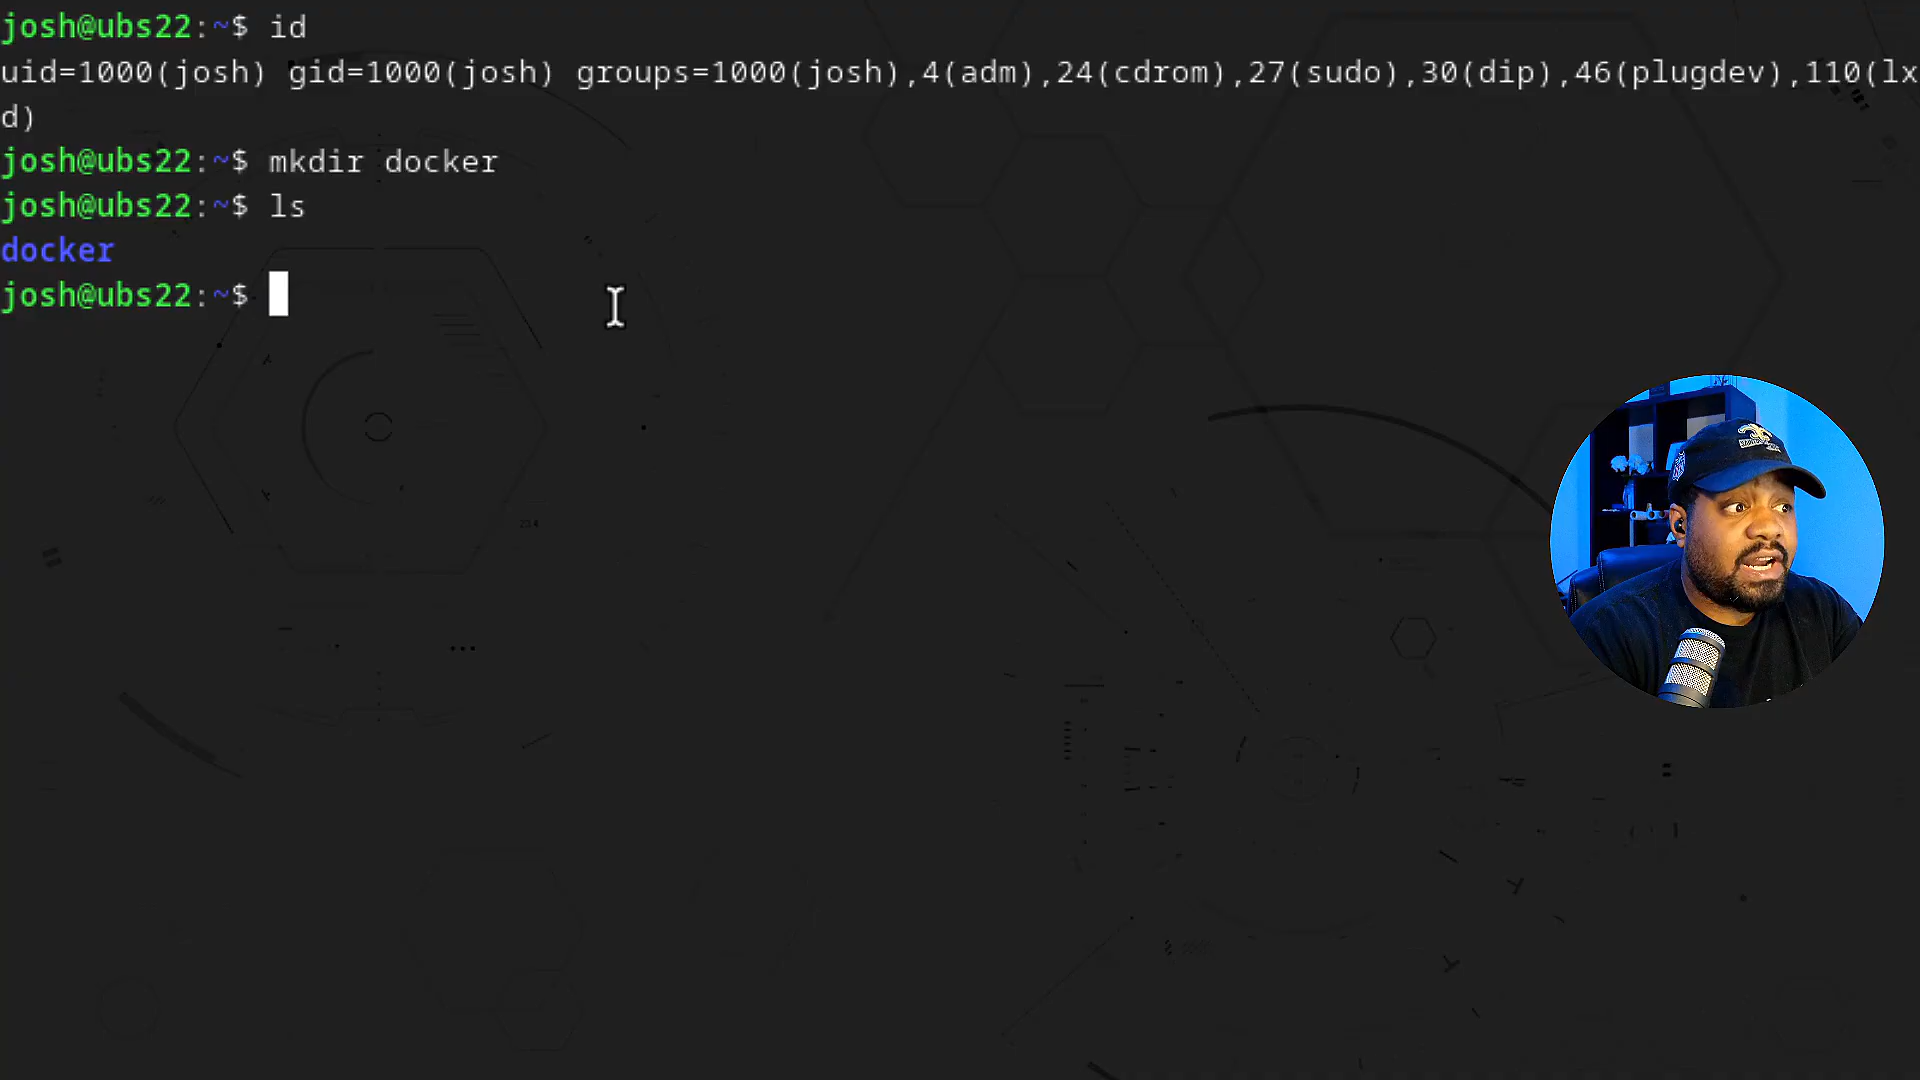 josh@ubs22:~$ id
uid=1000(josh) gid=1000(josh) groups=1000(josh),4(adm),24(cdrom),27(sudo),30(dip),46(plugdev),110(lx
d)
josh@ubs22:~$ mkdir docker
josh@ubs22:~$ ls
docker
josh@ubs22:~$